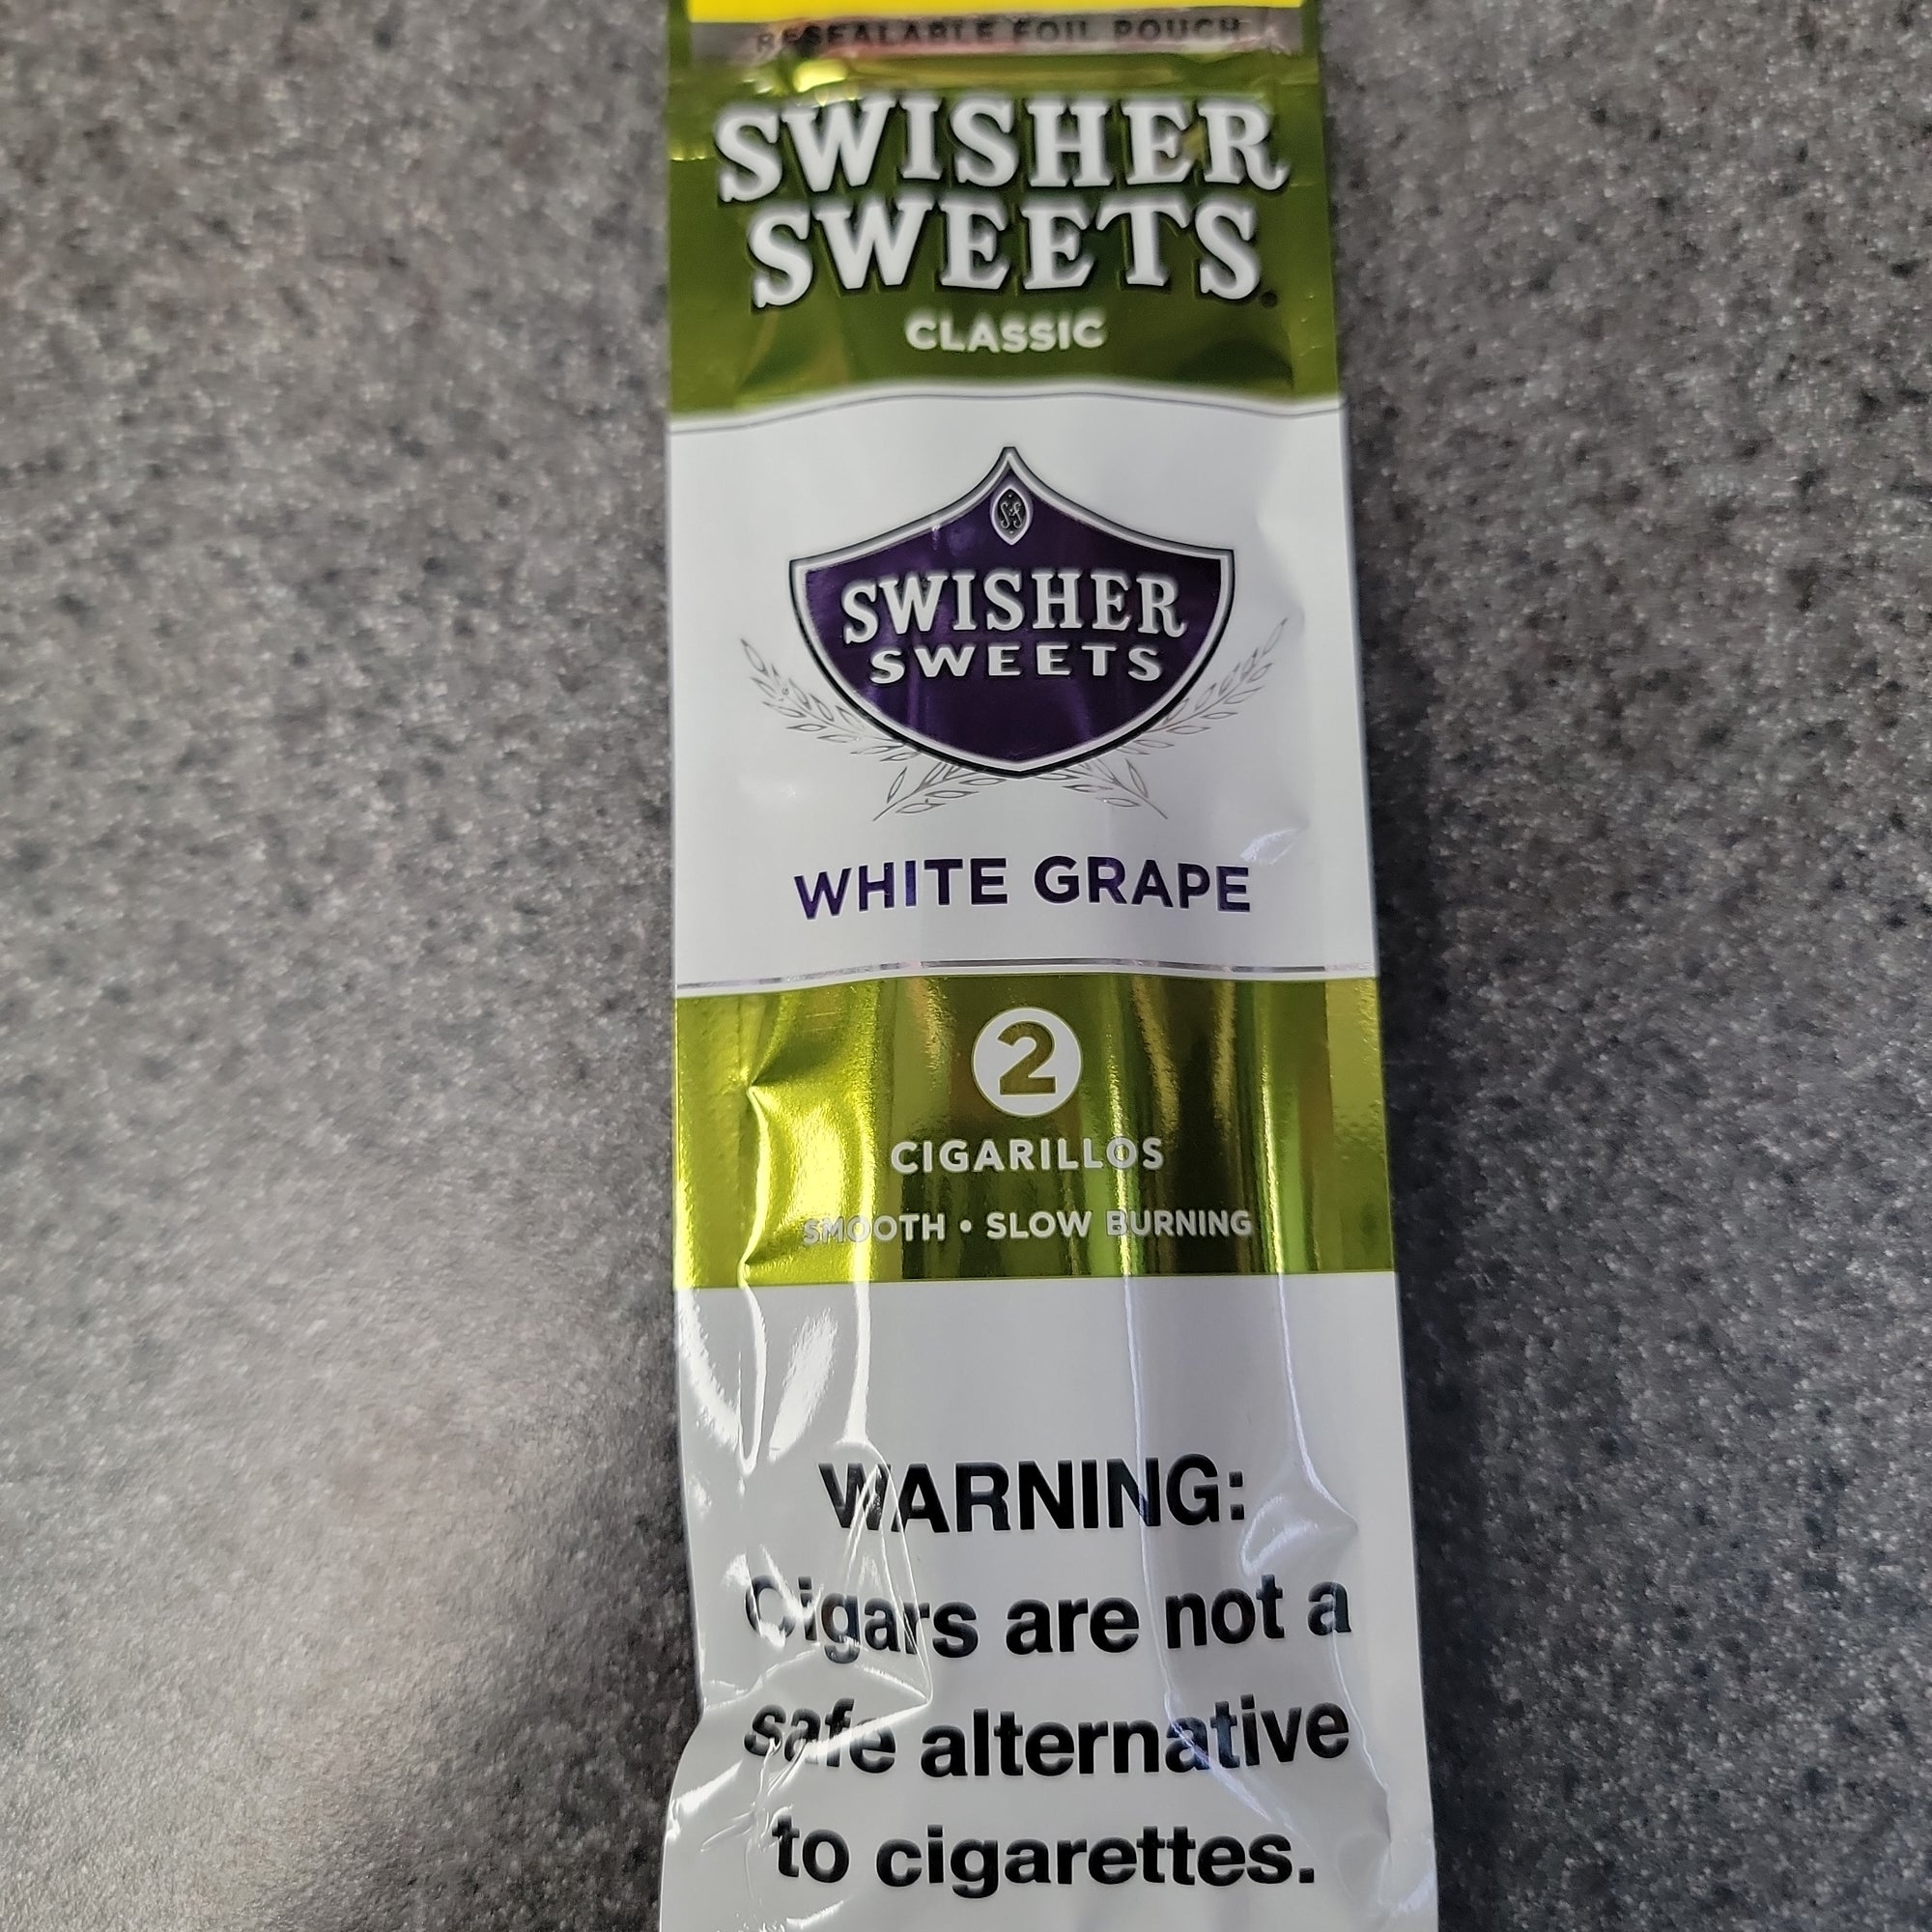 RESEALABLE FOIL POUCH
SWISHER
SWEETS
CLASSIC
SWISHER
SWEETS
WHITE GRAPE
2
CIGARILLOS
SMOOTH • SLOW BURNING
WARNING:
Cigars are not a
safe alternative
to cigarettes.